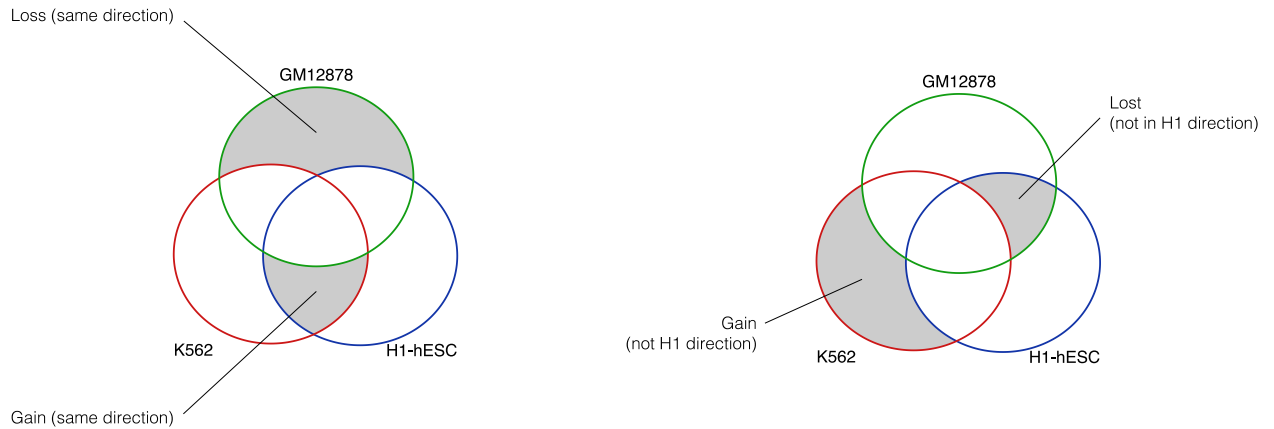 Loss (same direction)
GM12878
K562
H1-hESC
Gain (same direction)
GM12878
Lost
(not in H1 direction)
Gain
(not H1 direction)
K562
H1-hESC